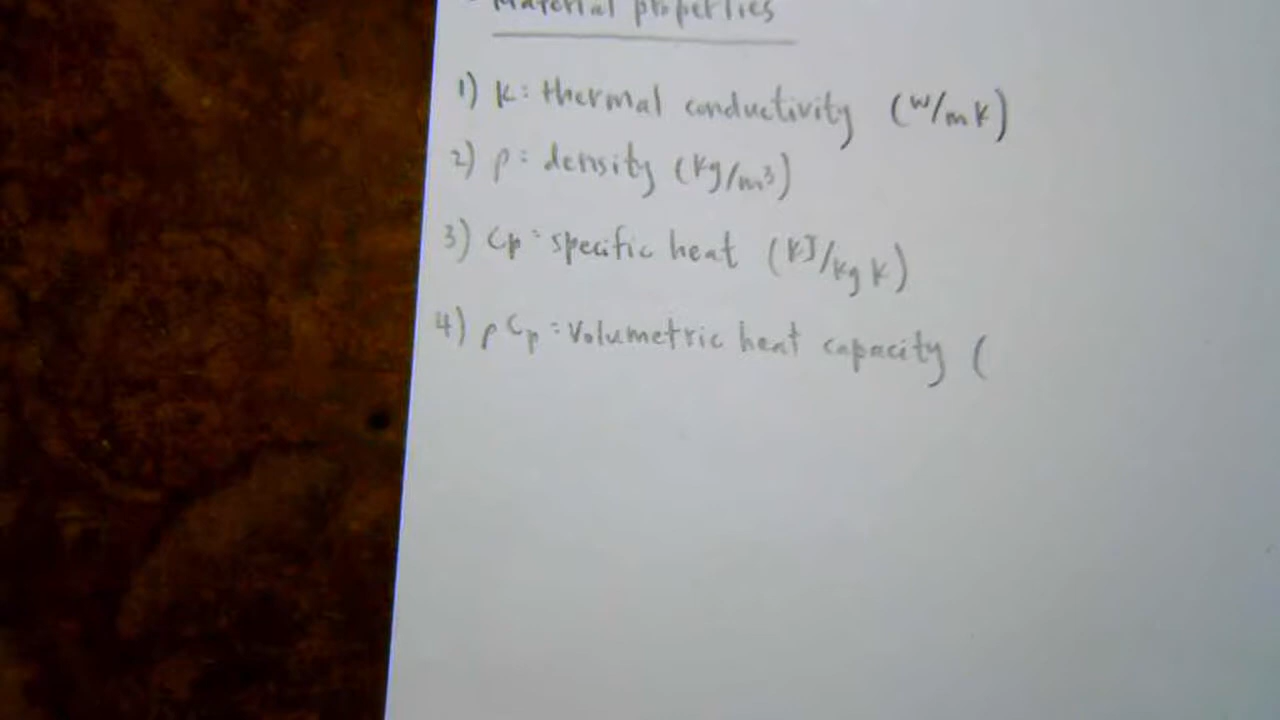 Material properties
1) k: thermal conductivity (W/mK)
2) ρ: density (kg/m³)
3) Cp: specific heat (kJ/kg K)
4) ρCp: Volumetric heat capacity (